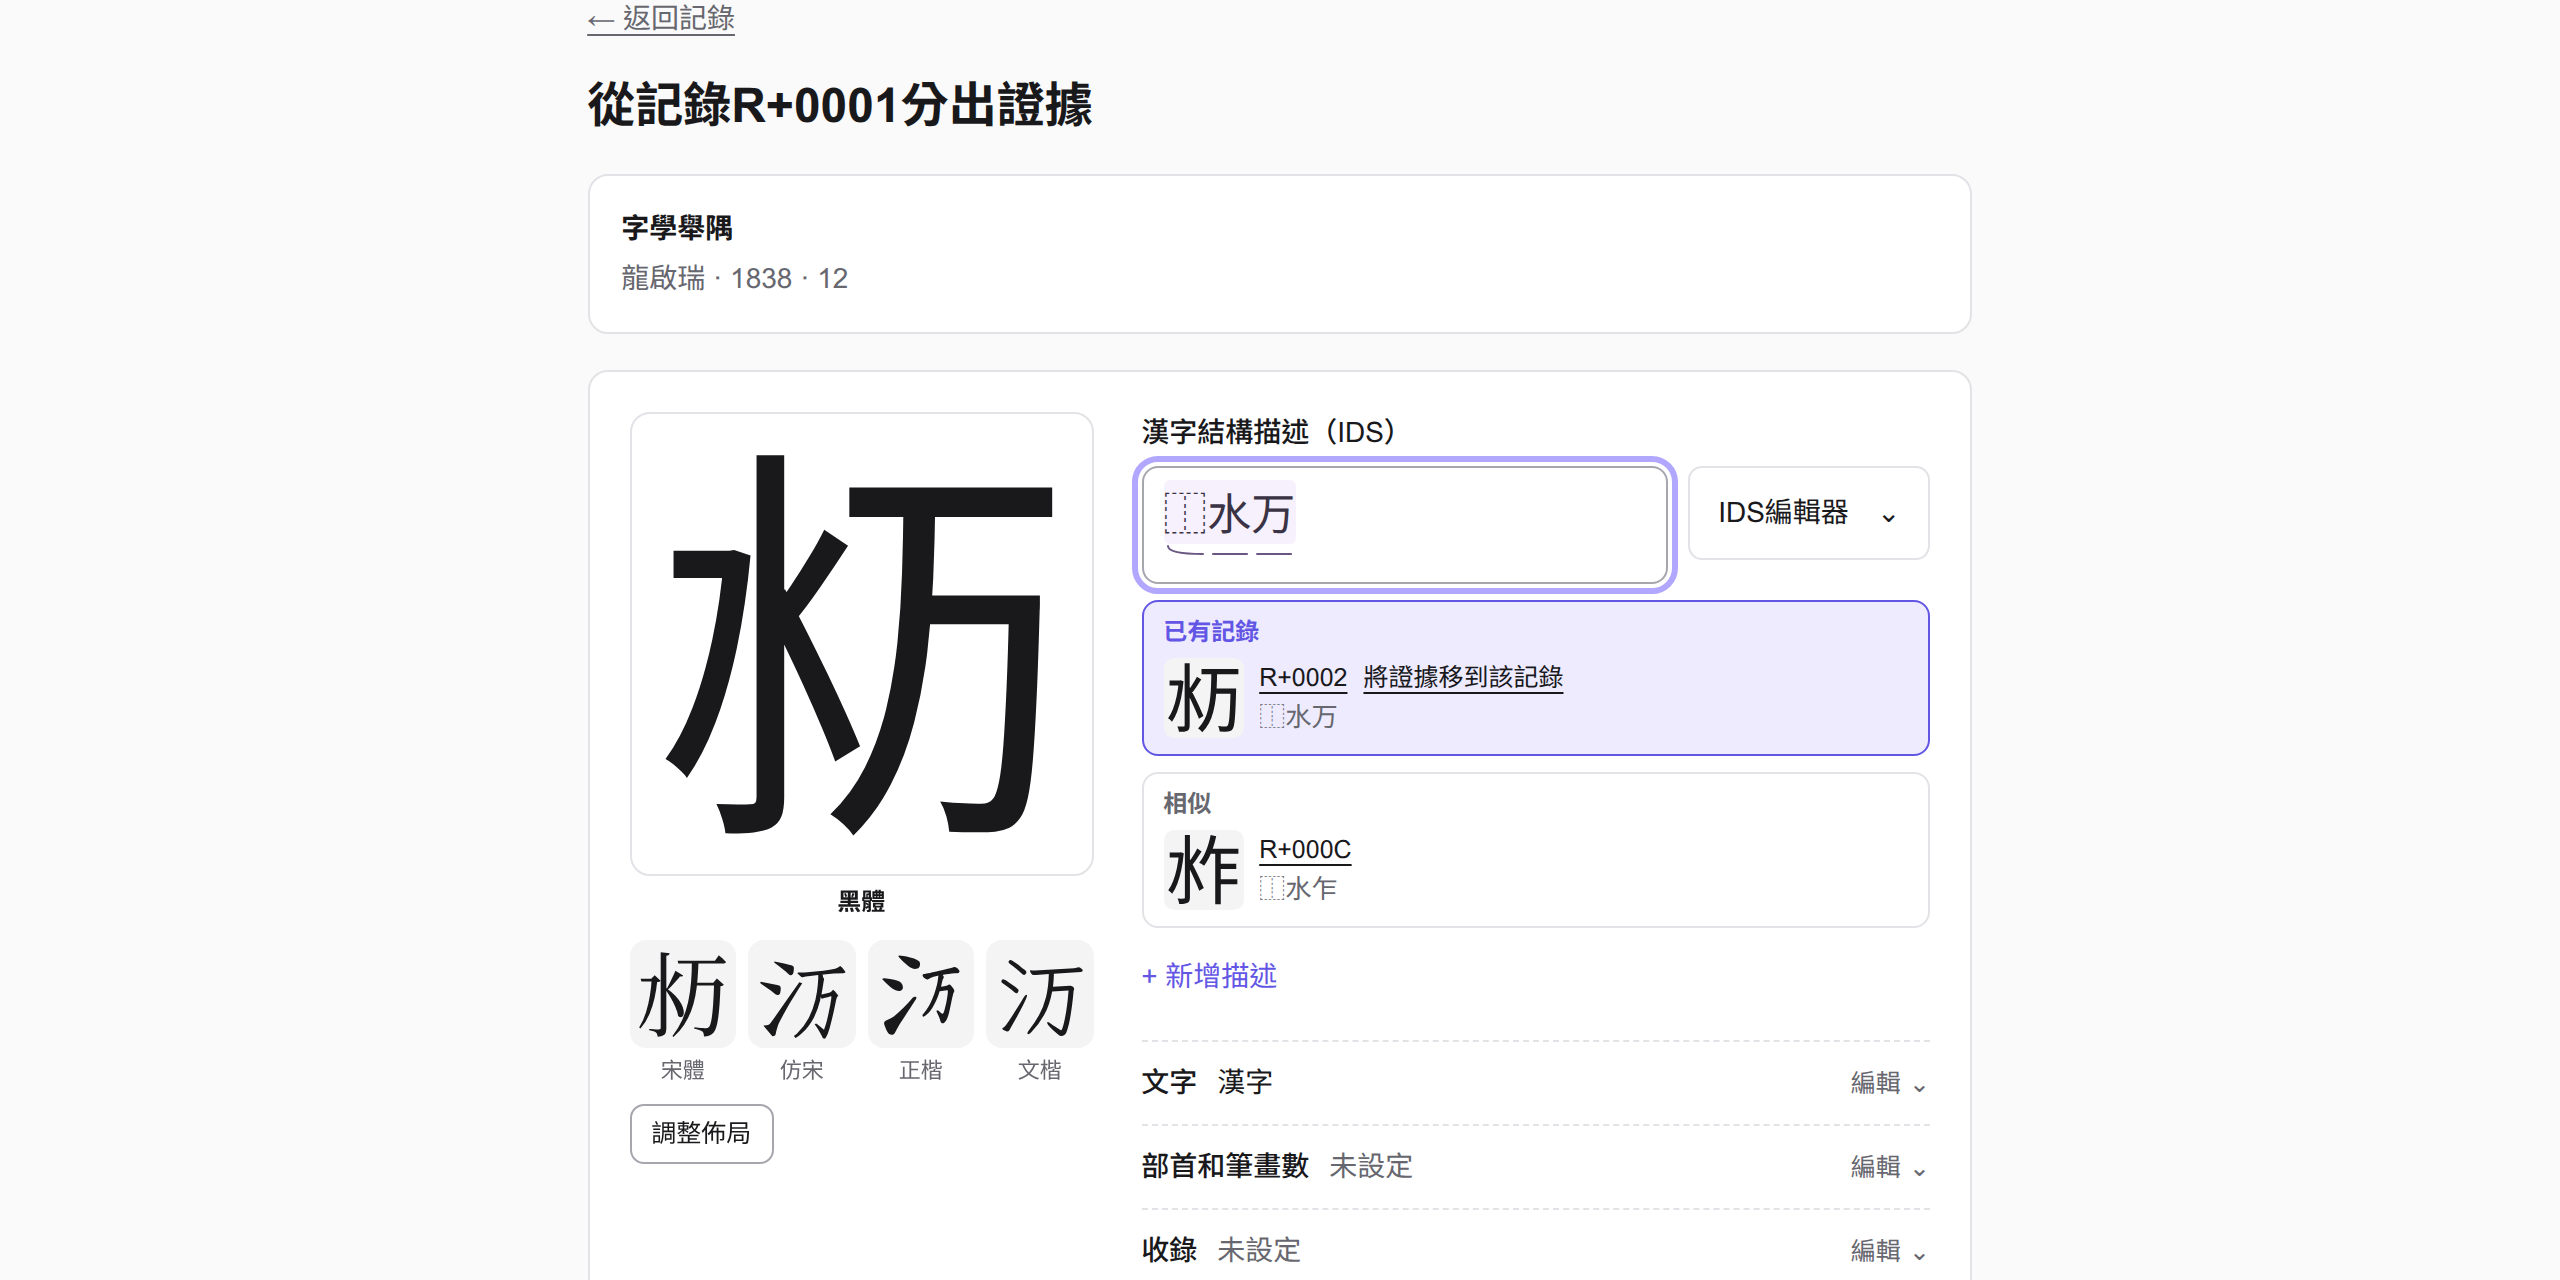 ← 返回記錄
從記錄R+0001分出證據
字學舉隅
龍啟瑞 · 1838 · 12
黑體
宋體 仿宋 正楷 文楷
調整佈局
漢字結構描述（IDS）
⿰水万
IDS編輯器
已有記錄
R+0002 將證據移到該記錄
⿰水万
相似
R+000C
⿰水乍
+ 新增描述
文字 漢字 編輯
部首和筆畫數 未設定 編輯
收錄 未設定 編輯